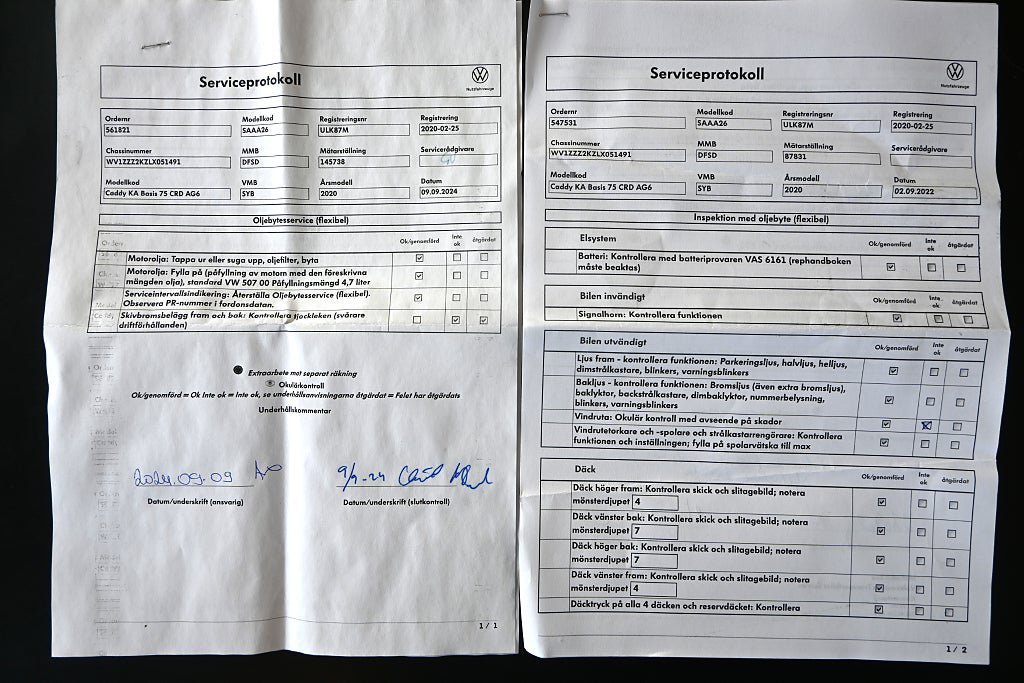 Serviceprotokoll
Nutzfahrzeuge
Ordernr Modellkod Registreringsnr Registrering
561821 SAAA26 ULK87M 2020-02-25
Chassinummer MMB Mätarställning Servicerådgivare
WV1ZZZ2KZLX051491 DFSD 145738
Modellkod VMB Årsmodell Datum
Caddy KA Basis 75 CRD AG6 SYB 2020 09.09.2024
Oljebytesservice (flexibel)
Ok/genomförd Inte ok åtgärdat
Motorolja: Tappa ur eller suga upp, oljefilter, byta
Motorolja: Fylla på (påfyllning av motorn med den föreskrivna
mängden olja), standard VW 507 00 Påfyllningsmängd 4,7 liter
Serviceintervallsindikering: Återställa Oljebytesservice (flexibel).
Observera PR-nummer i fordonsdatan.
Skivbromsbelägg fram och bak: Kontrollera tjockleken (svårare
driftförhållanden)
Extraarbete mot separat räkning
Okulärkontroll
Ok/genomförd = Ok Inte ok = Inte ok, se underhållsanvisningarna åtgärdat = Felet har åtgärdats
Underhållskommentar
2024.09.09
9/9-24
Datum/underskrift (ansvarig) Datum/underskrift (slutkontroll)
1 / 1
Serviceprotokoll
Nutzfahrzeuge
Ordernr Modellkod Registreringsnr Registrering
547531 SAAA26 ULK87M 2020-02-25
Chassinummer MMB Mätarställning Servicerådgivare
WV1ZZZ2KZLX051491 DFSD 87831
Modellkod VMB Årsmodell Datum
Caddy KA Basis 75 CRD AG6 SYB 2020 02.09.2022
Inspektion med oljebyte (flexibel)
Elsystem Ok/genomförd Inte ok åtgärdat
Batteri: Kontrollera med batteriprovaren VAS 6161 (rephandboken
måste beaktas)
Bilen invändigt Ok/genomförd Inte ok åtgärdat
Signalhorn: Kontrollera funktionen
Bilen utvändigt Ok/genomförd Inte ok åtgärdat
Ljus fram - kontrollera funktionen: Parkeringsljus, halvljus, helljus,
dimstrålkastare, blinkers, varningsblinkers
Bakljus - kontrollera funktionen: Bromsljus (även extra bromsljus),
baklyktor, backstrålkastare, dimbaklyktor, nummerbelysning,
blinkers, varningsblinkers
Vindruta: Okulär kontroll med avseende på skador
Vindrutetorkare och -spolare och strålkastarrengörare: Kontrollera
funktionen och inställningen; fylla på spolarvätska till max
Däck Ok/genomförd Inte ok åtgärdat
Däck höger fram: Kontrollera skick och slitagebild; notera
mönsterdjupet 4
Däck vänster bak: Kontrollera skick och slitagebild; notera
mönsterdjupet 7
Däck höger bak: Kontrollera skick och slitagebild; notera
mönsterdjupet 7
Däck vänster fram: Kontrollera skick och slitagebild; notera
mönsterdjupet 4
Däcktryck på alla 4 däcken och reservdäcket: Kontrollera
1 / 2